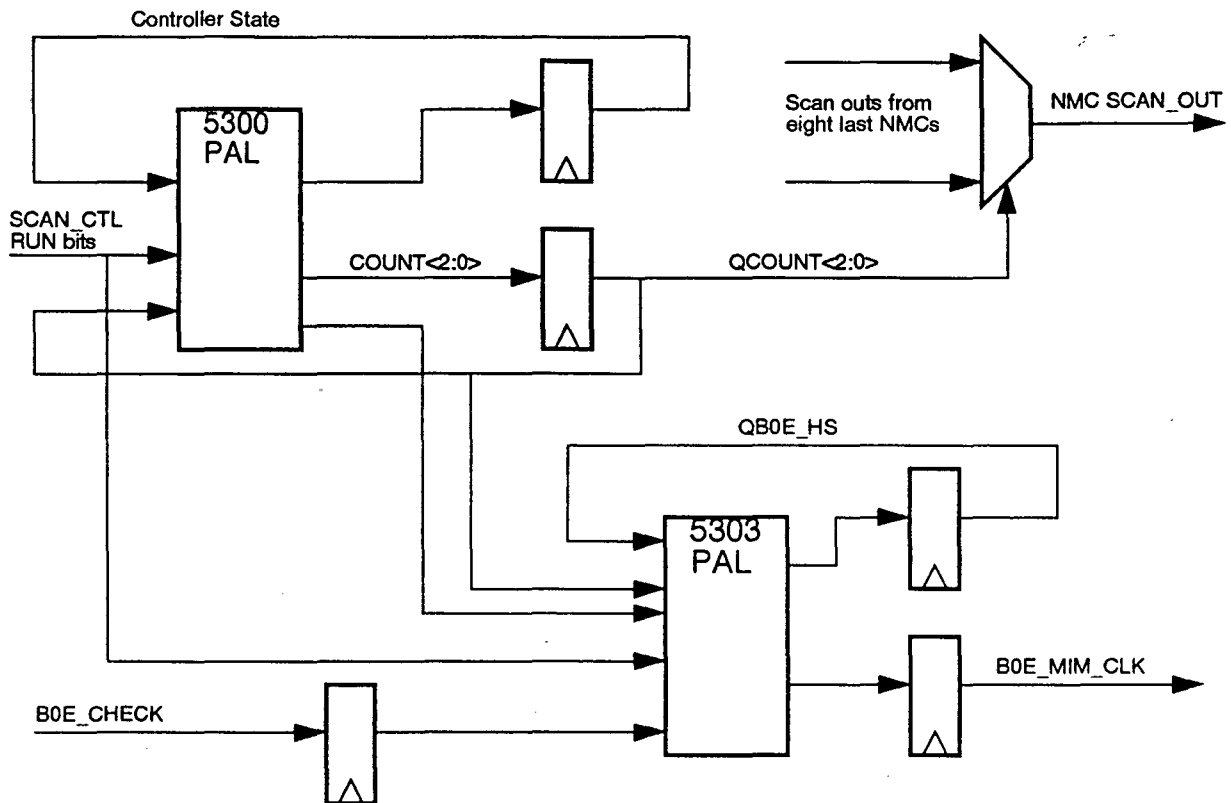 Controller State
5300
PAL
Scan outs from
eight last NMCs
NMC SCAN_OUT
SCAN_CTL
RUN bits
COUNT<2:0>
QCOUNT<2:0>
QB0E_HS
5303
PAL
B0E_MIM_CLK
B0E_CHECK